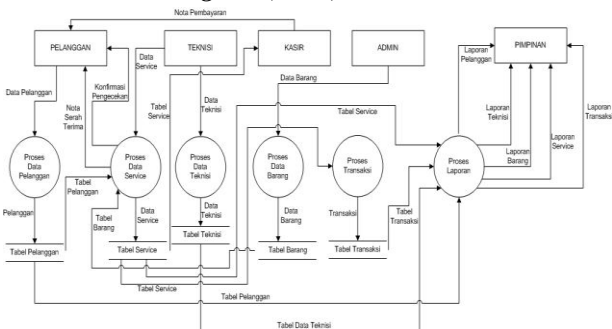 Nota Pembayaran
PELANGGAN
TEKNISI
KASIR
ADMIN
PIMPINAN
Data
Service
Laporan
Pelanggan
Data Barang
Data Pelanggan
Konfirmasi
Pengecekan
Nota
Serah
Terima
Tabel
Service
Data
Teknisi
Tabel Service
Laporan
Teknisi
Laporan
Transaksi
Laporan
Service
Laporan
Barang
Proses
Data
Pelanggan
Proses
Data
Service
Proses
Data
Teknisi
Proses
Data
Barang
Proses
Transaksi
Proses
Laporan
Tabel
Pelanggan
Pelanggan
Tabel
Barang
Data
Service
Data
Teknisi
Data
Barang
Transaksi
Tabel
Transaksi
Tabel Pelanggan
Tabel Service
Tabel Teknisi
Tabel Barang
Tabel Transaksi
Tabel Service
Tabel Pelanggan
Tabel Data Teknisi